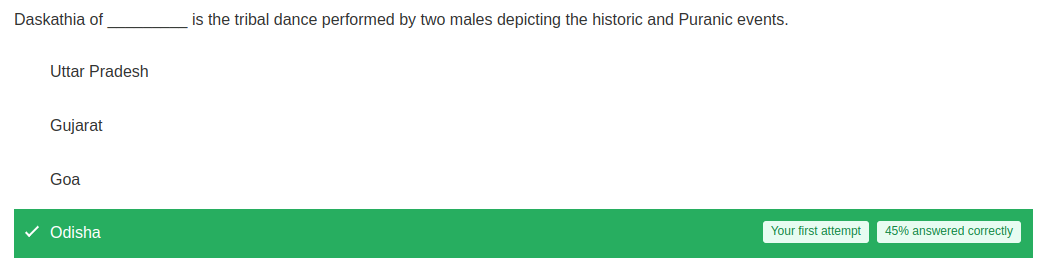 Daskathia of _________ is the tribal dance performed by two males depicting the historic and Puranic events.
Uttar Pradesh
Gujarat
Goa
Odisha Your first attempt 45% answered correctly